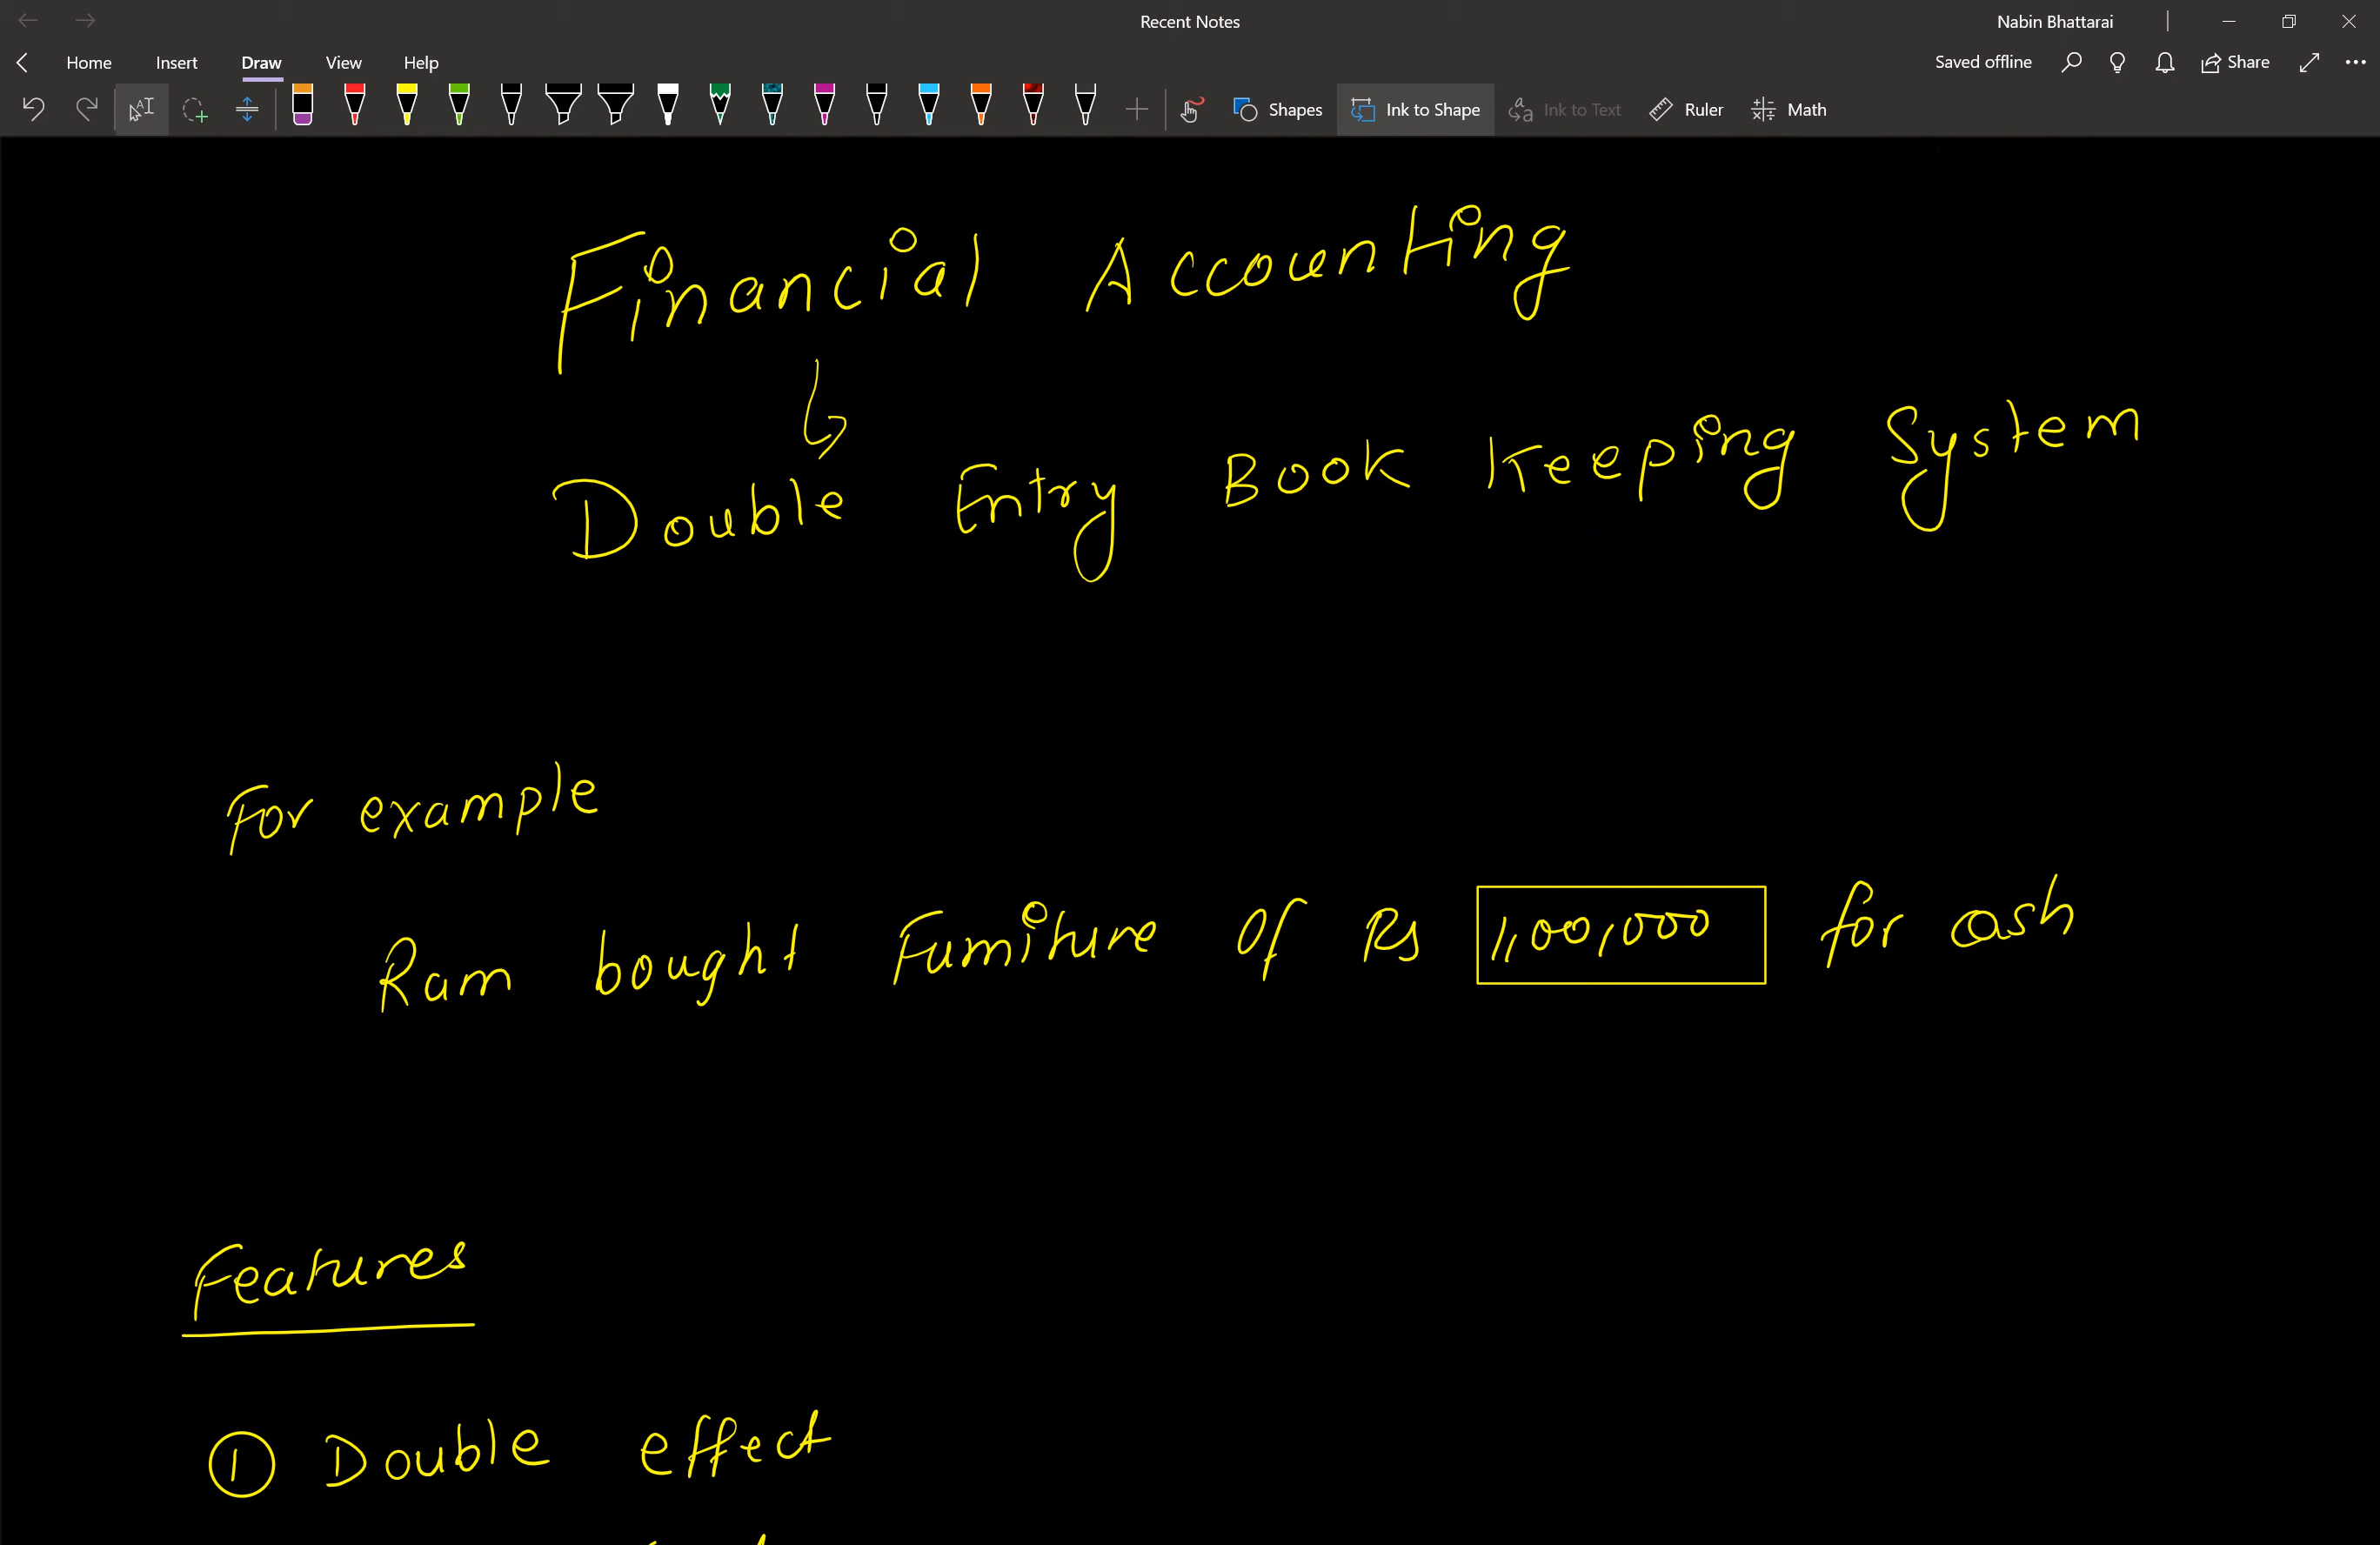 Recent Notes
Nabin Bhattarai
Home Insert Draw View Help
Saved offline
Share
Shapes Ink to Shape Ink to Text Ruler Math
Financial Accounting
Double Entry Book Keeping System
For example
Ram bought Furniture of Rs 1,00,000 for cash
Features
① Double effect